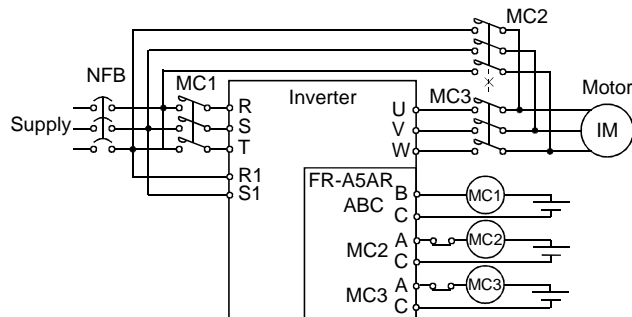 MC2
NFB
MC1
Inverter
MC3
Motor
Supply
R
S
T
R1
S1
U
V
W
IM
FR-A5AR
ABC
B
C
MC1
MC2
A
C
MC2
MC3
A
C
MC3